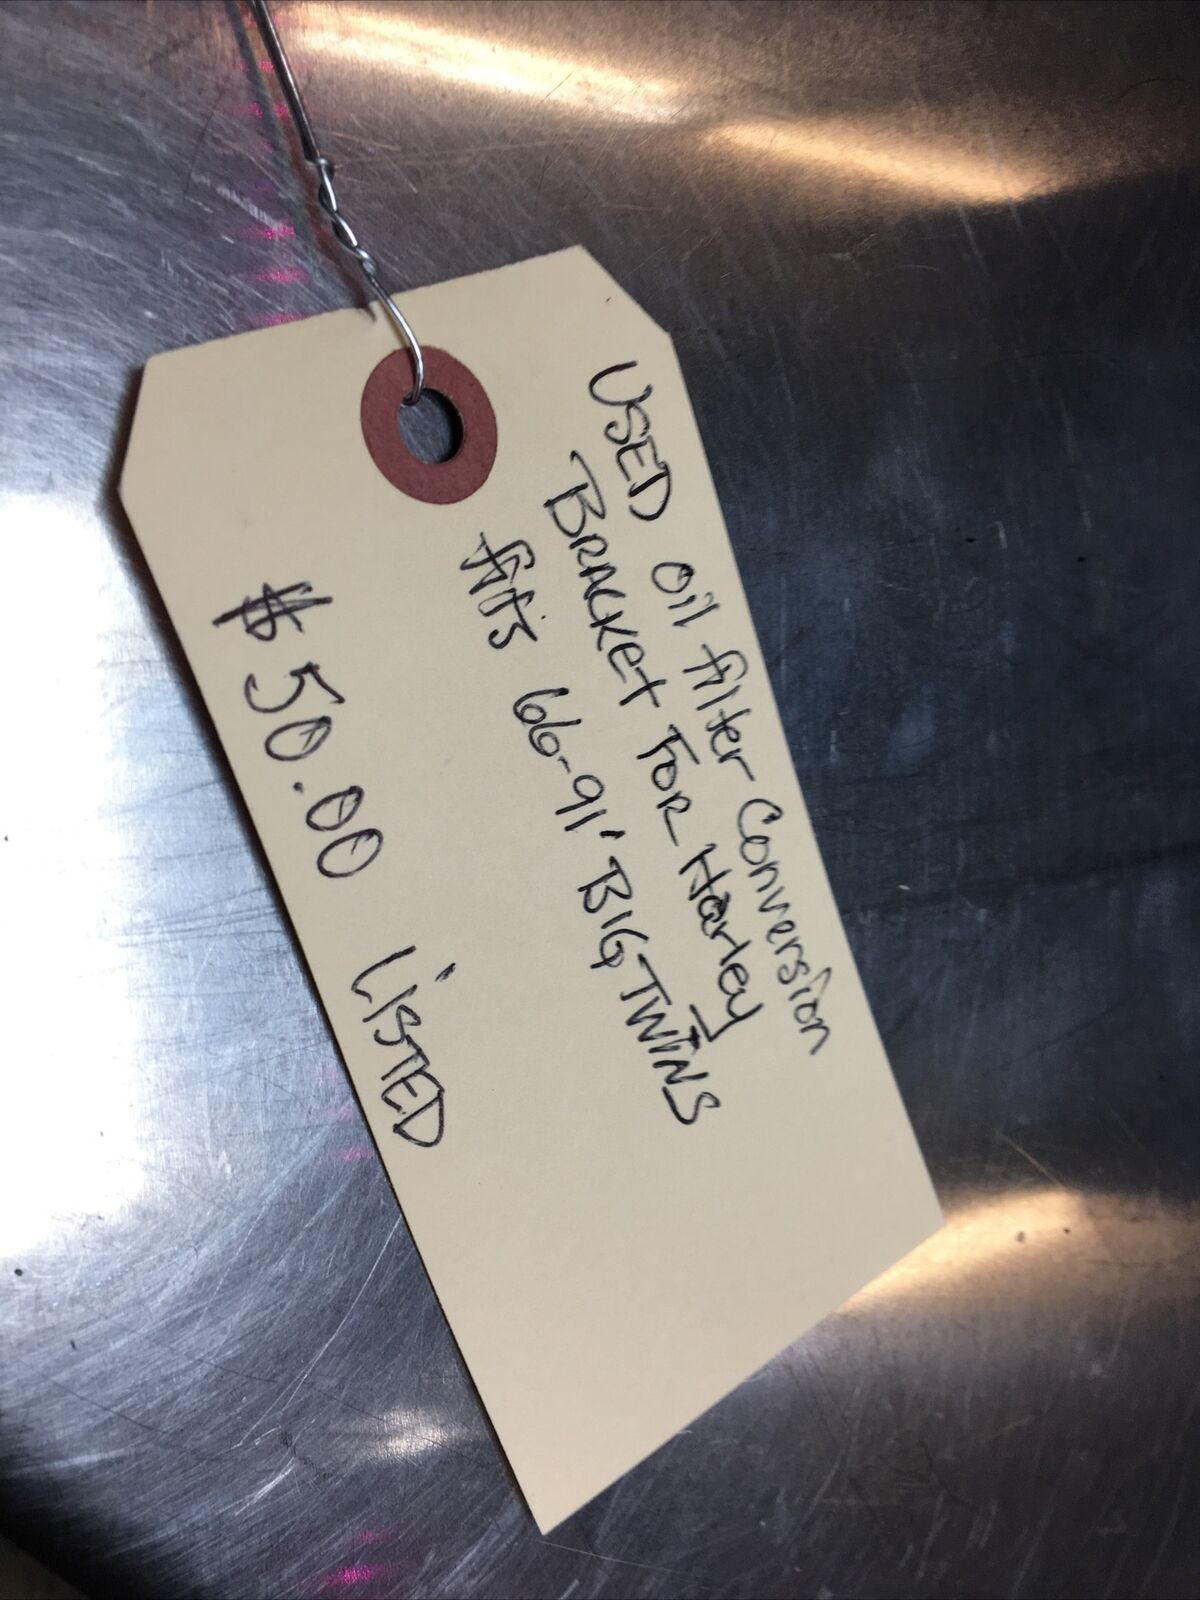 USED Oil filter Conversion
BRACKET FOR Harley
fits 66-91' BIG TWINS
$50.00 LISTED